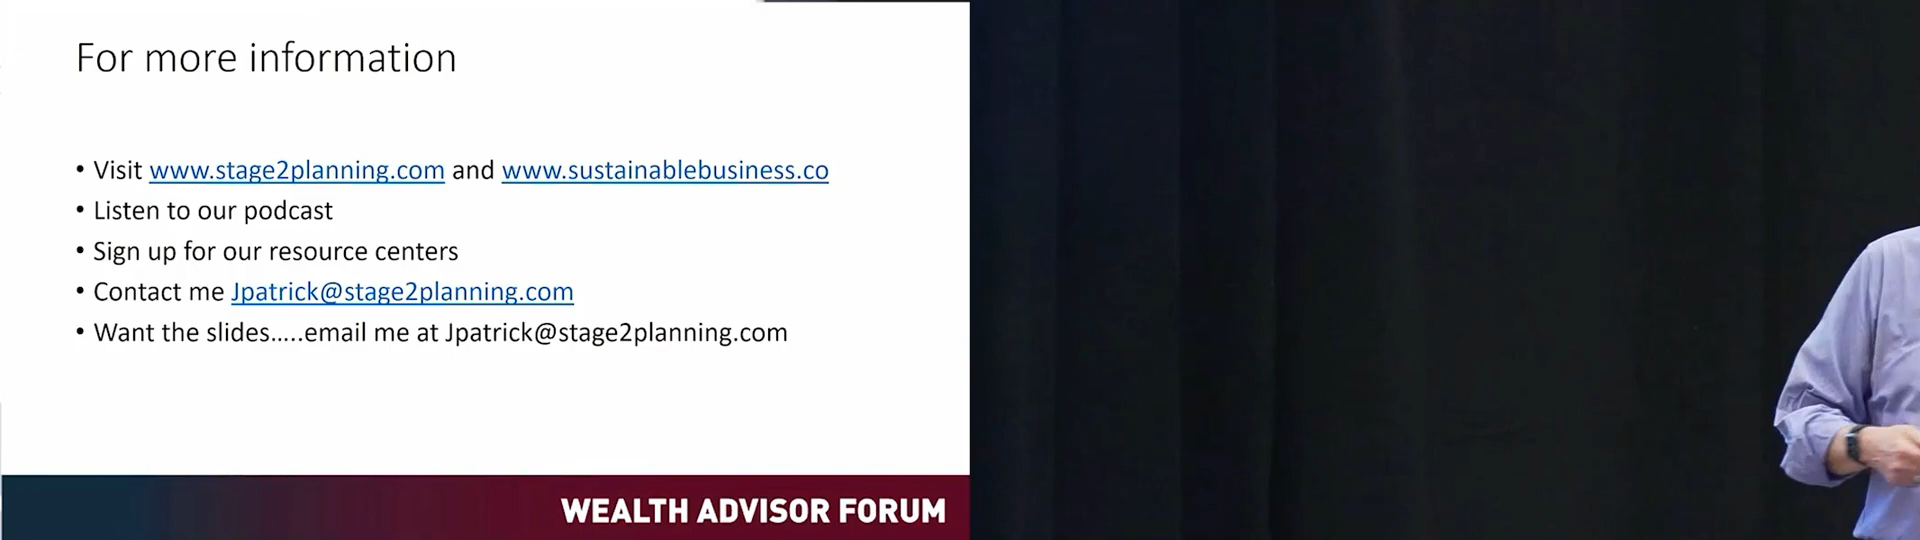 For more information
• Visit www.stage2planning.com and www.sustainablebusiness.co
• Listen to our podcast
• Sign up for our resource centers
• Contact me Jpatrick@stage2planning.com
• Want the slides…..email me at Jpatrick@stage2planning.com
WEALTH ADVISOR FORUM